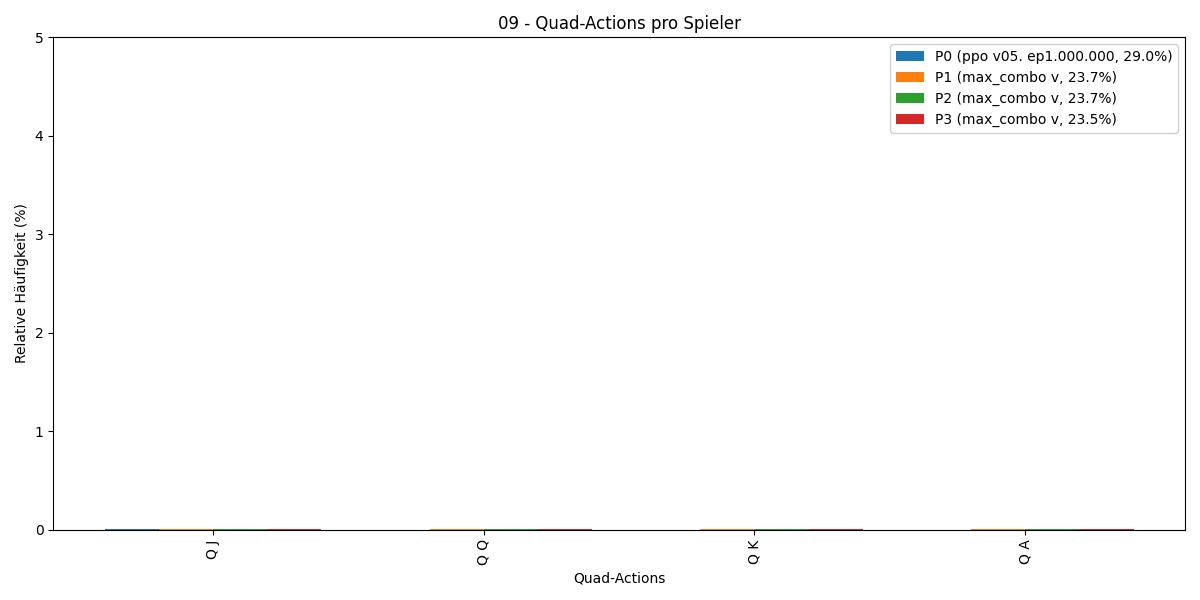 09 - Quad-Actions pro Spieler
P0 (ppo v05. ep1.000.000, 29.0%)
P1 (max_combo v, 23.7%)
P2 (max_combo v, 23.7%)
P3 (max_combo v, 23.5%)
Relative Häufigkeit (%)
5
4
3
2
1
0
Q J
Q Q
Q K
Q A
Quad-Actions